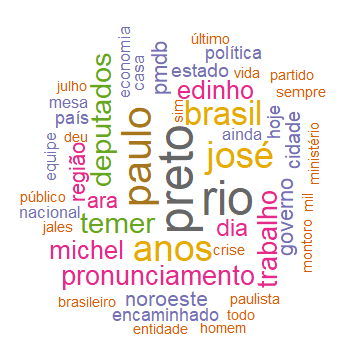 último
economia
casa
pmdb
política
estado
vida
partido
julho
sempre
deputados
edinho
mesa
deu
país
paulo
sim
brasil
hoje
ministério
equipe
região
preto
ainda
cidade
josé
público
nacional
ara
rio
jales
temer
dia
trabalho
governo
mil
montoro
michel
anos
crise
pronunciamento
brasileiro
noroeste
paulista
encaminhado
todo
entidade
homem